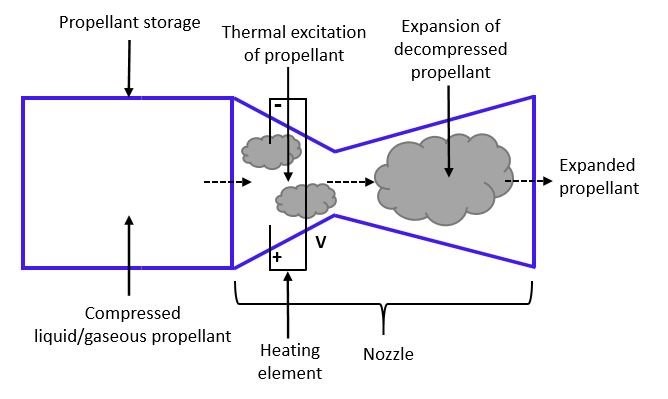 Propellant storage
Thermal excitation
of propellant
Expansion of
decompressed
propellant
-
Expanded
propellant
V
+
Compressed
liquid/gaseous propellant
Heating
element
Nozzle